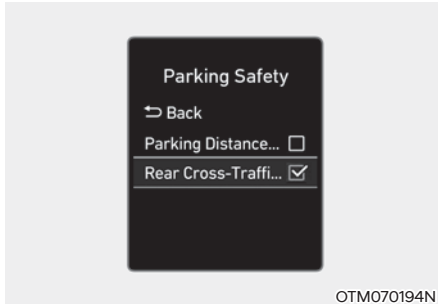 Parking Safety
⮌ Back
Parking Distance...
Rear Cross-Traffi...
OTM070194N